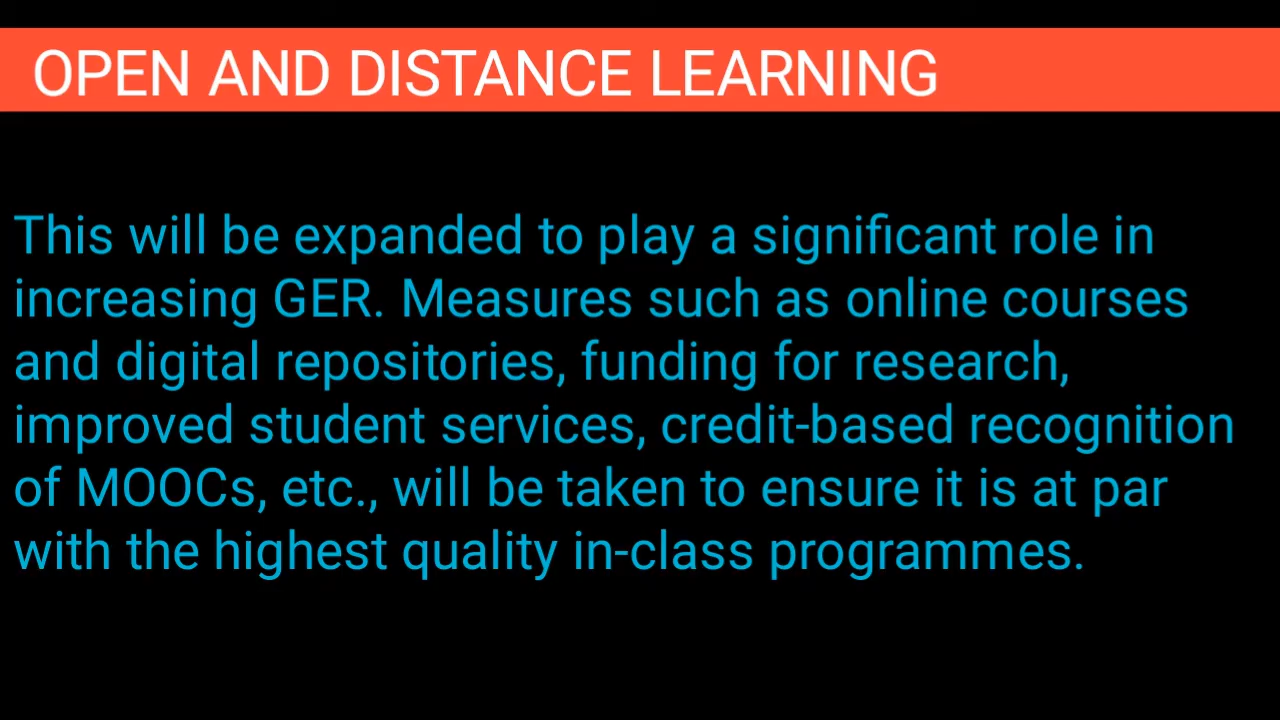 OPEN AND DISTANCE LEARNING
This will be expanded to play a significant role in
increasing GER. Measures such as online courses
and digital repositories, funding for research,
improved student services, credit-based recognition
of MOOCs, etc., will be taken to ensure it is at par
with the highest quality in-class programmes.